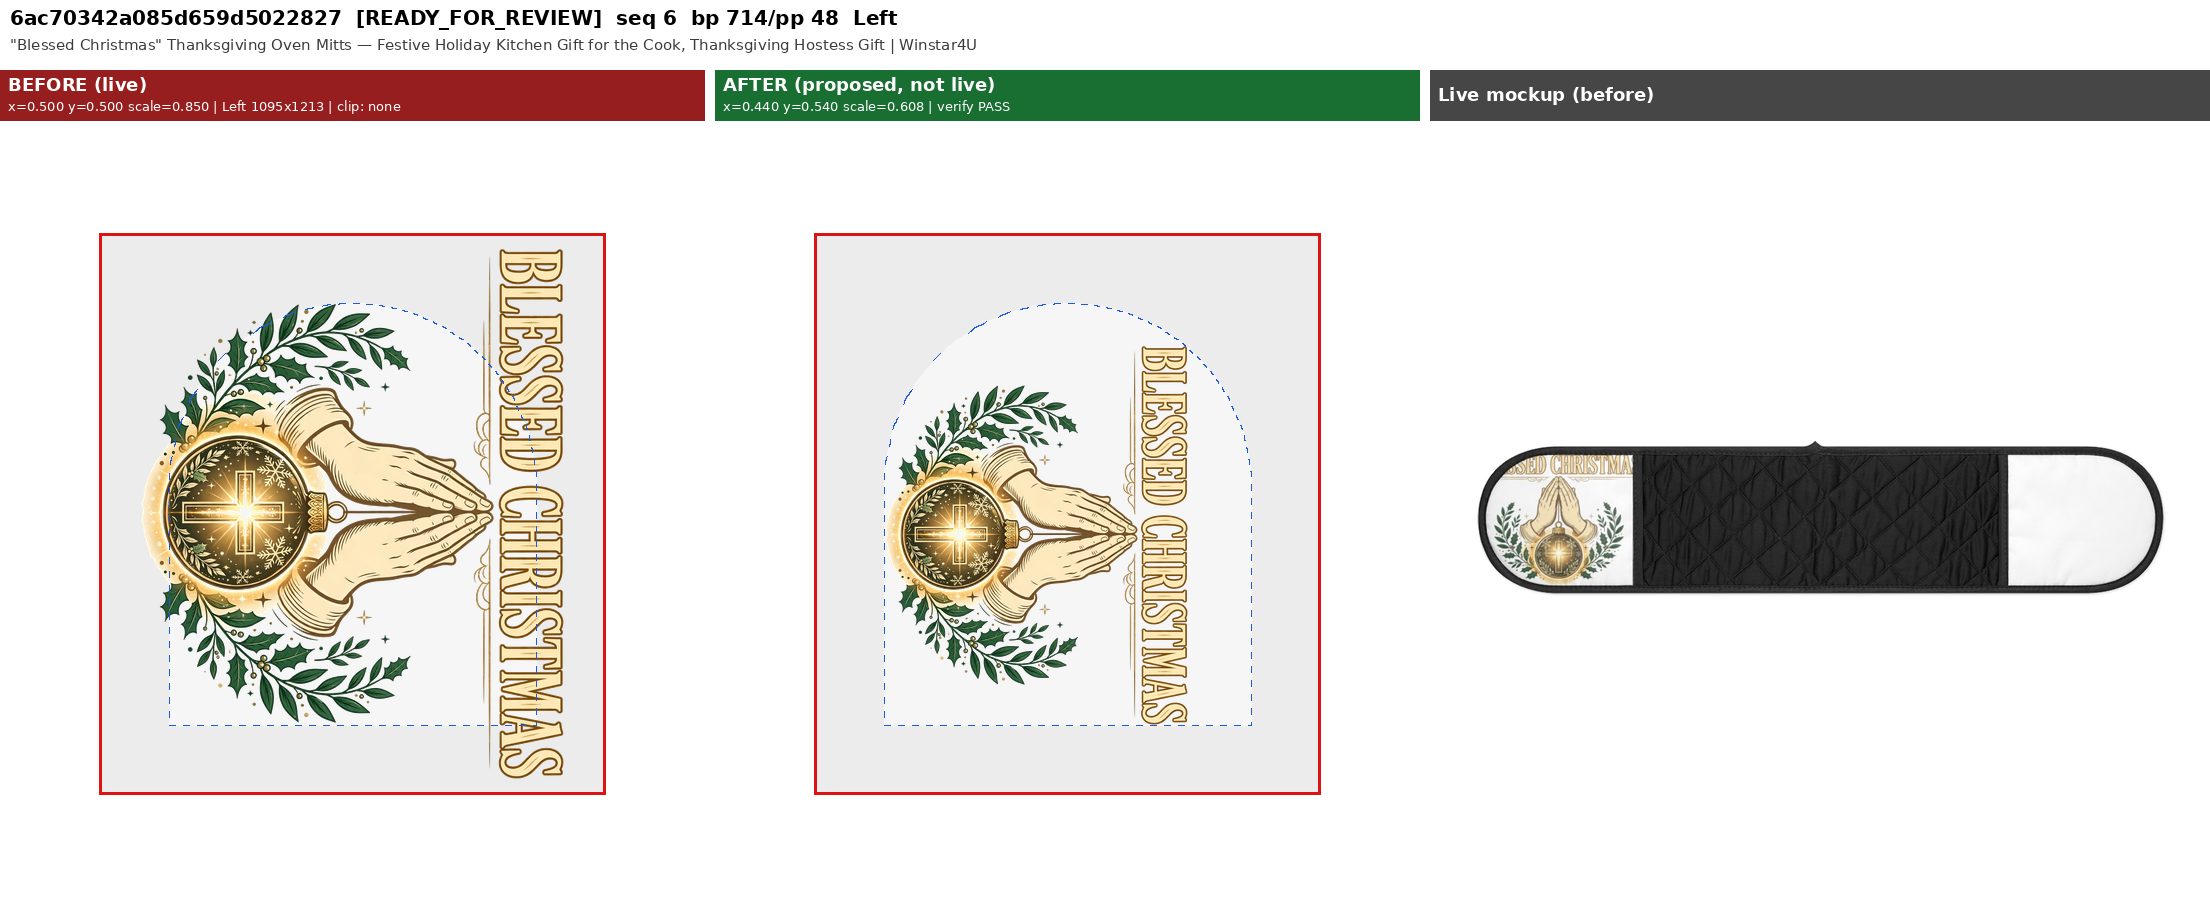 6ac70342a085d659d5022827 [READY_FOR_REVIEW] seq 6 bp 714/pp 48 Left
"Blessed Christmas" Thanksgiving Oven Mitts — Festive Holiday Kitchen Gift for the Cook, Thanksgiving Hostess Gift | Winstar4U
BEFORE (live)
x=0.500 y=0.500 scale=0.850 | Left 1095x1213 | clip: none
AFTER (proposed, not live)
x=0.440 y=0.540 scale=0.608 | verify PASS
Live mockup (before)
BLESSED CHRISTMAS
BLESSED CHRISTMAS
SSED CHRISTMA